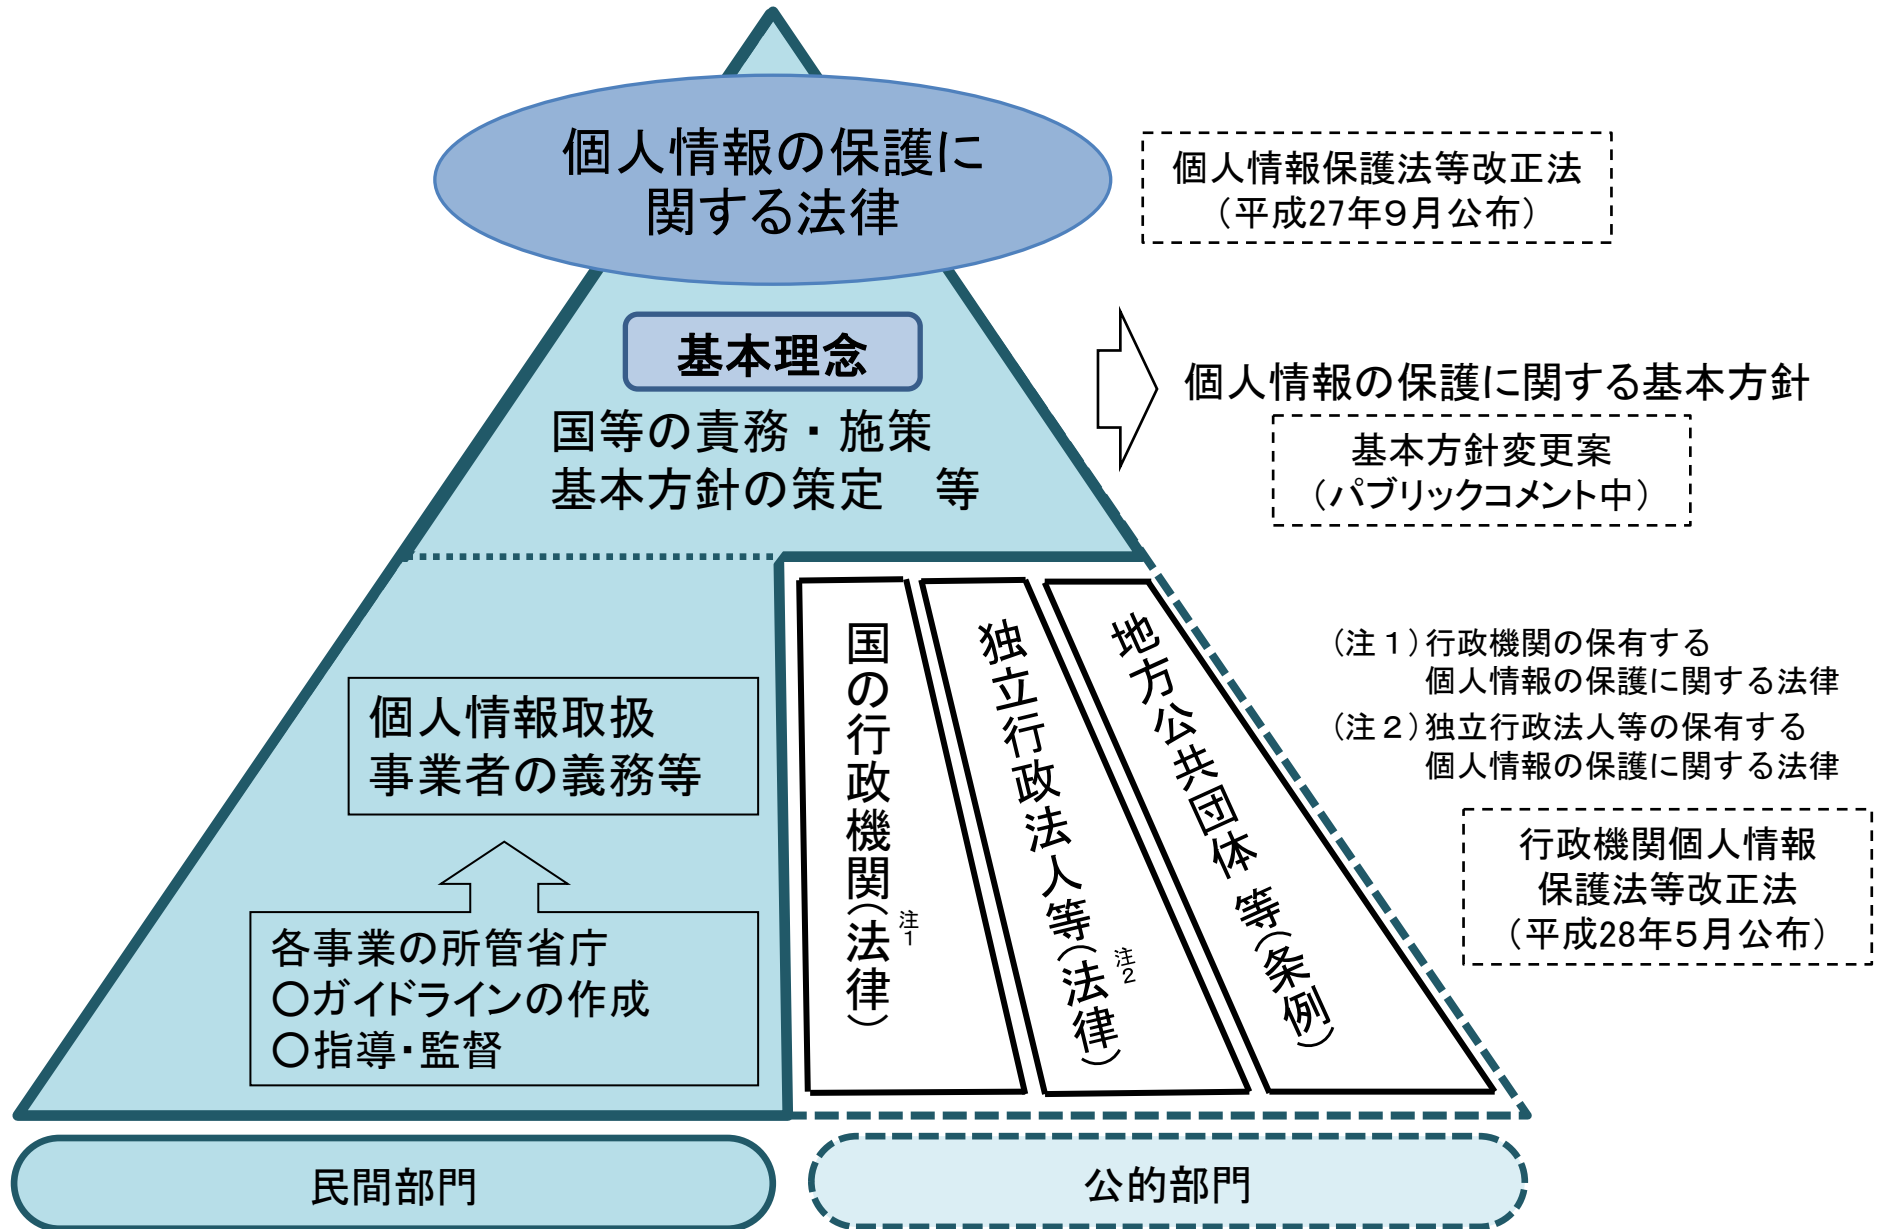 個人情報の保護に
関する法律
個人情報保護法等改正法
（平成27年９月公布）
基本理念
国等の責務・施策
基本方針の策定　等
個人情報の保護に関する基本方針
基本方針変更案
（パブリックコメント中）
個人情報取扱
事業者の義務等
各事業の所管省庁
○ガイドラインの作成
○指導・監督
国の行政機関（法律）注１
独立行政法人等（法律）注２
地方公共団体 等（条例）
（注１）行政機関の保有する
個人情報の保護に関する法律
（注２）独立行政法人等の保有する
個人情報の保護に関する法律
行政機関個人情報
保護法等改正法
（平成28年５月公布）
民間部門
公的部門